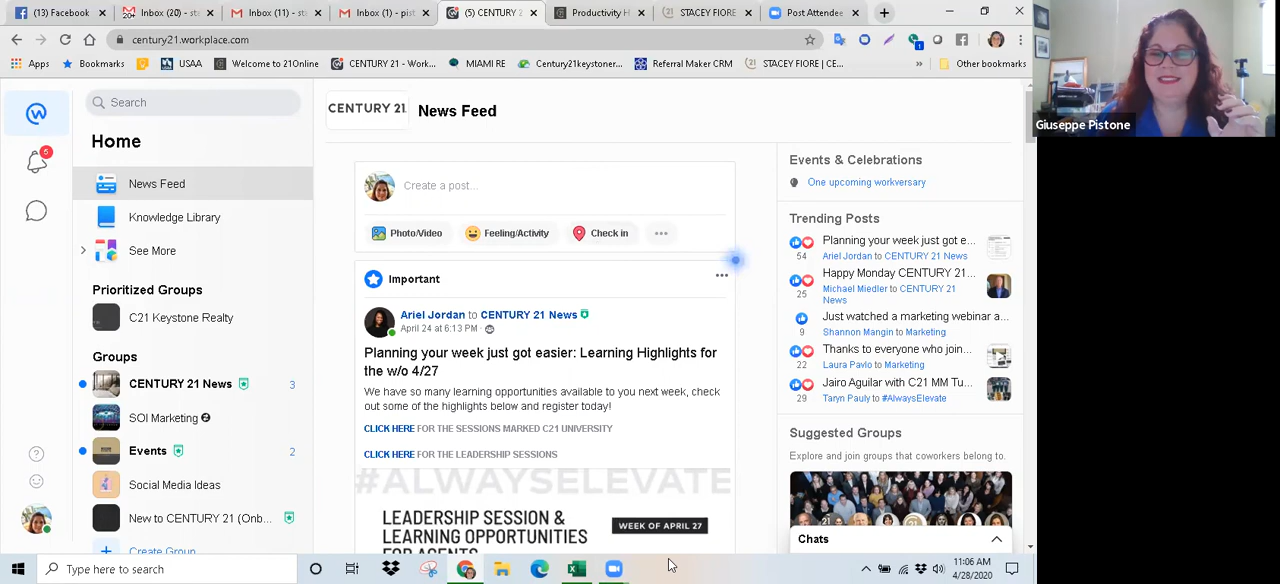 (13) Facebook
Inbox (20) - sta
Inbox (11) - st
Inbox (1) - pist
(5) CENTURY 2
Productivity H
STACEY FIORE
Post Attendee
century21.workplace.com
Apps
Bookmarks
USAA
Welcome to 21Online
CENTURY 21 - Work...
MIAMI RE
Century21keystoner...
Referral Maker CRM
STACEY FIORE | CE...
Other bookmarks
Giuseppe Pistone
Search
Home
News Feed
Knowledge Library
See More
Prioritized Groups
C21 Keystone Realty
Groups
CENTURY 21 News 3
SOI Marketing
Events 2
Social Media Ideas
New to CENTURY 21 (Onb...
Create Group
5
CENTURY 21. News Feed
Create a post...
Photo/Video
Feeling/Activity
Check in
Important
Ariel Jordan to CENTURY 21 News
April 24 at 6:13 PM ·
Planning your week just got easier: Learning Highlights for
the w/o 4/27
We have so many learning opportunities available to you next week, check
out some of the highlights below and register today!
CLICK HERE FOR THE SESSIONS MARKED C21 UNIVERSITY
CLICK HERE FOR THE LEADERSHIP SESSIONS
#ALWAYSELEVATE
LEADERSHIP SESSION &
LEARNING OPPORTUNITIES
FOR AGENTS
WEEK OF APRIL 27
Events & Celebrations
One upcoming workversary
Trending Posts
Planning your week just got e...
54 Ariel Jordan to CENTURY 21 News
Happy Monday CENTURY 21...
25 Michael Miedler to CENTURY 21
News
Just watched a marketing webinar a...
9 Shannon Mangin to Marketing
Thanks to everyone who join...
22 Laura Pavlo to Marketing
Jairo Aguilar with C21 MM Tu...
29 Taryn Pauly to #AlwaysElevate
Suggested Groups
Explore and join groups that coworkers belong to.
Chats
Type here to search
11:06 AM
4/28/2020